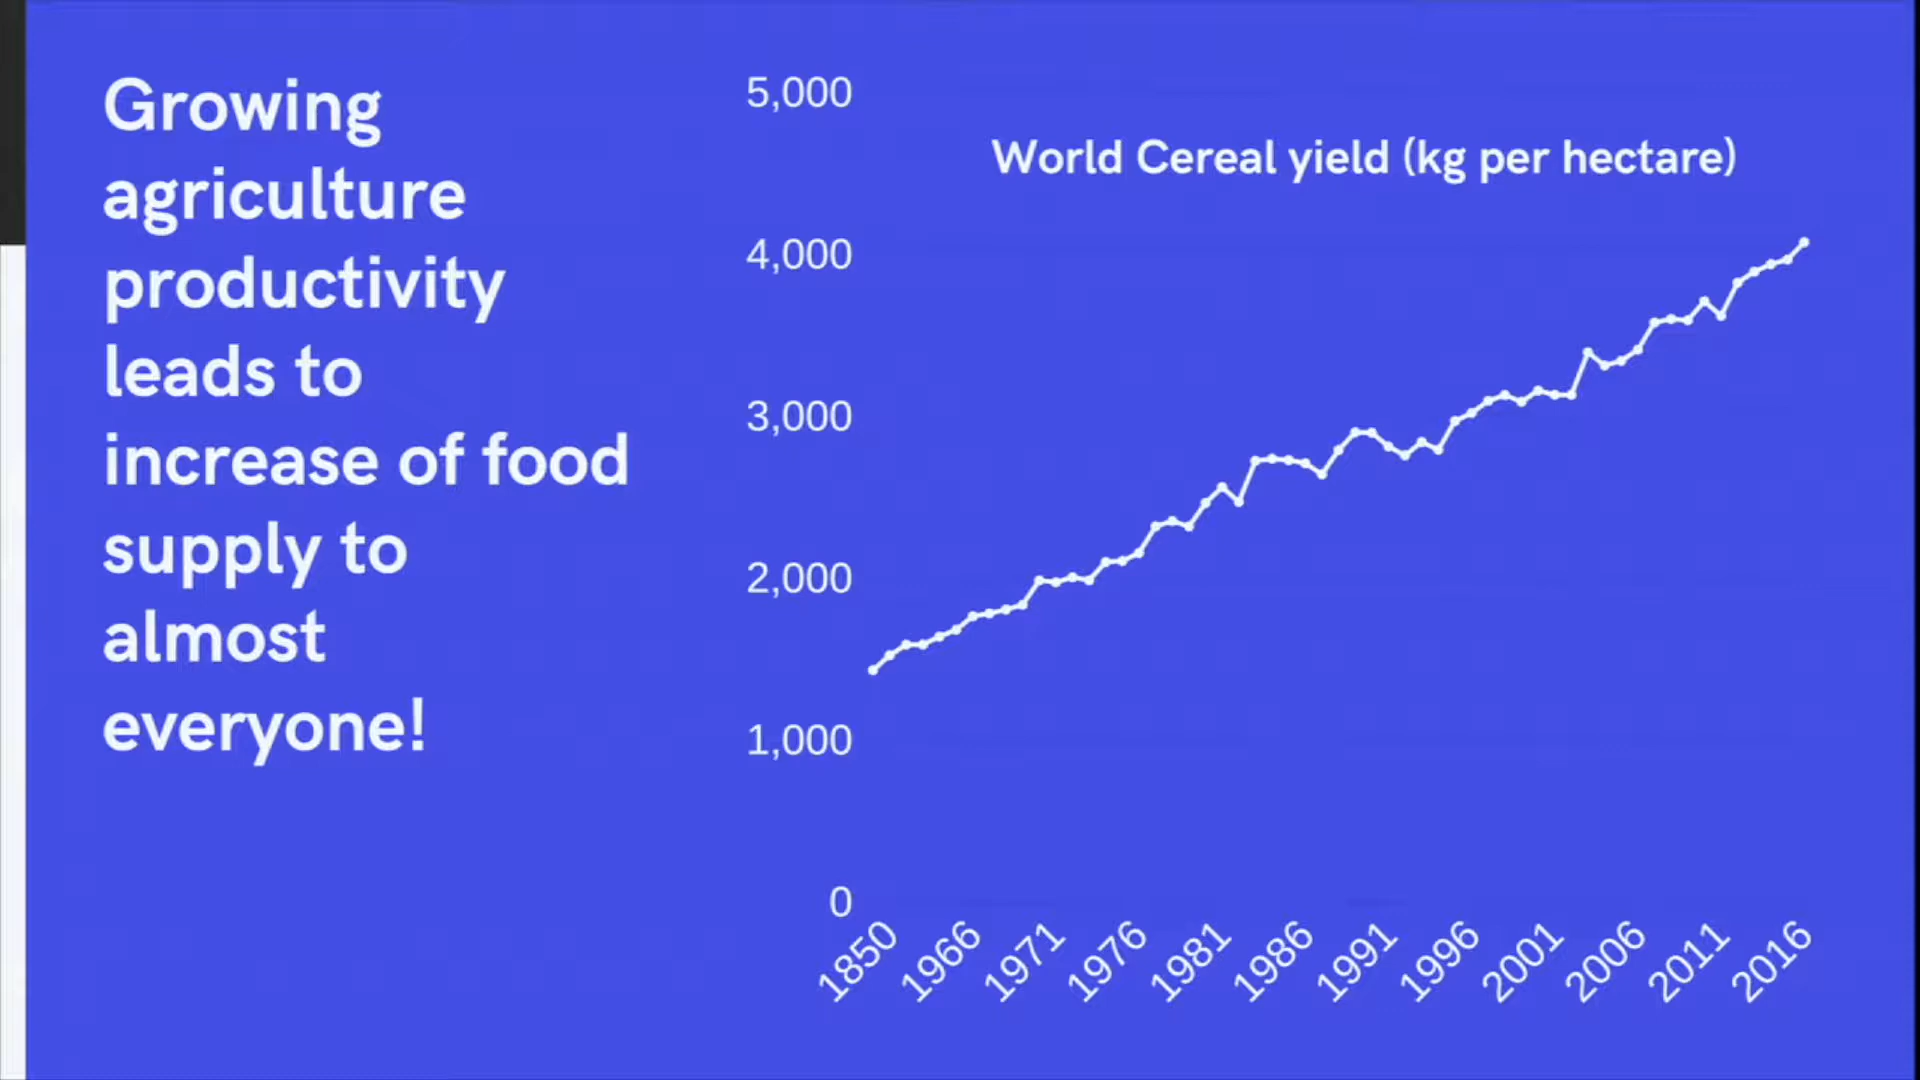 Growing
agriculture
productivity
leads to
increase of food
supply to
almost
everyone!
World Cereal yield (kg per hectare)
5,000
4,000
3,000
2,000
1,000
0
1850
1966
1971
1976
1981
1986
1991
1996
2001
2006
2011
2016